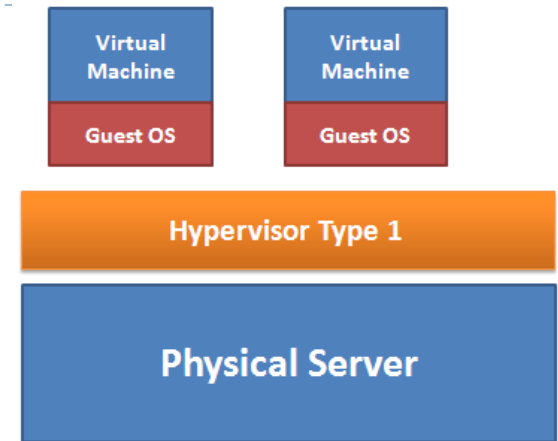 Virtual
Machine
Virtual
Machine
Guest OS
Guest OS
Hypervisor Type 1
Physical Server